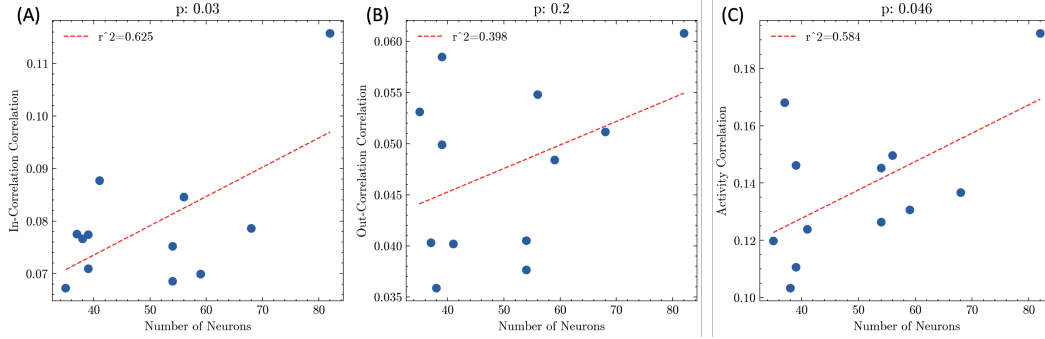 (A)
p: 0.03
r^2=0.625
In-Correlation Correlation
0.11
0.10
0.09
0.08
0.07
40 50 60 70 80
Number of Neurons
(B)
p: 0.2
r^2=0.398
Out-Correlation Correlation
0.060
0.055
0.050
0.045
0.040
0.035
40 50 60 70 80
Number of Neurons
(C)
p: 0.046
r^2=0.584
Activity Correlation
0.18
0.16
0.14
0.12
0.10
40 50 60 70 80
Number of Neurons